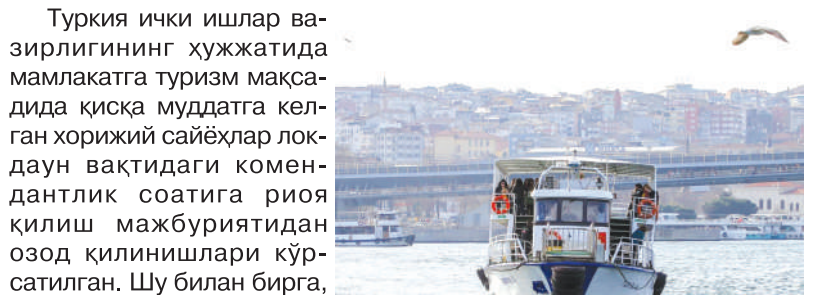 Туркия ички ишлар ва-
зирлигининг ҳужжатида
мамлакатга туризм мақса-
дида қисқа муддатга кел-
ган хорижий сайёҳлар лок-
даун вақтидаги комен-
дантлик соатига риоя
қилиш мажбуриятидан
озод қилинишлари кўр-
сатилган. Шу билан бирга,